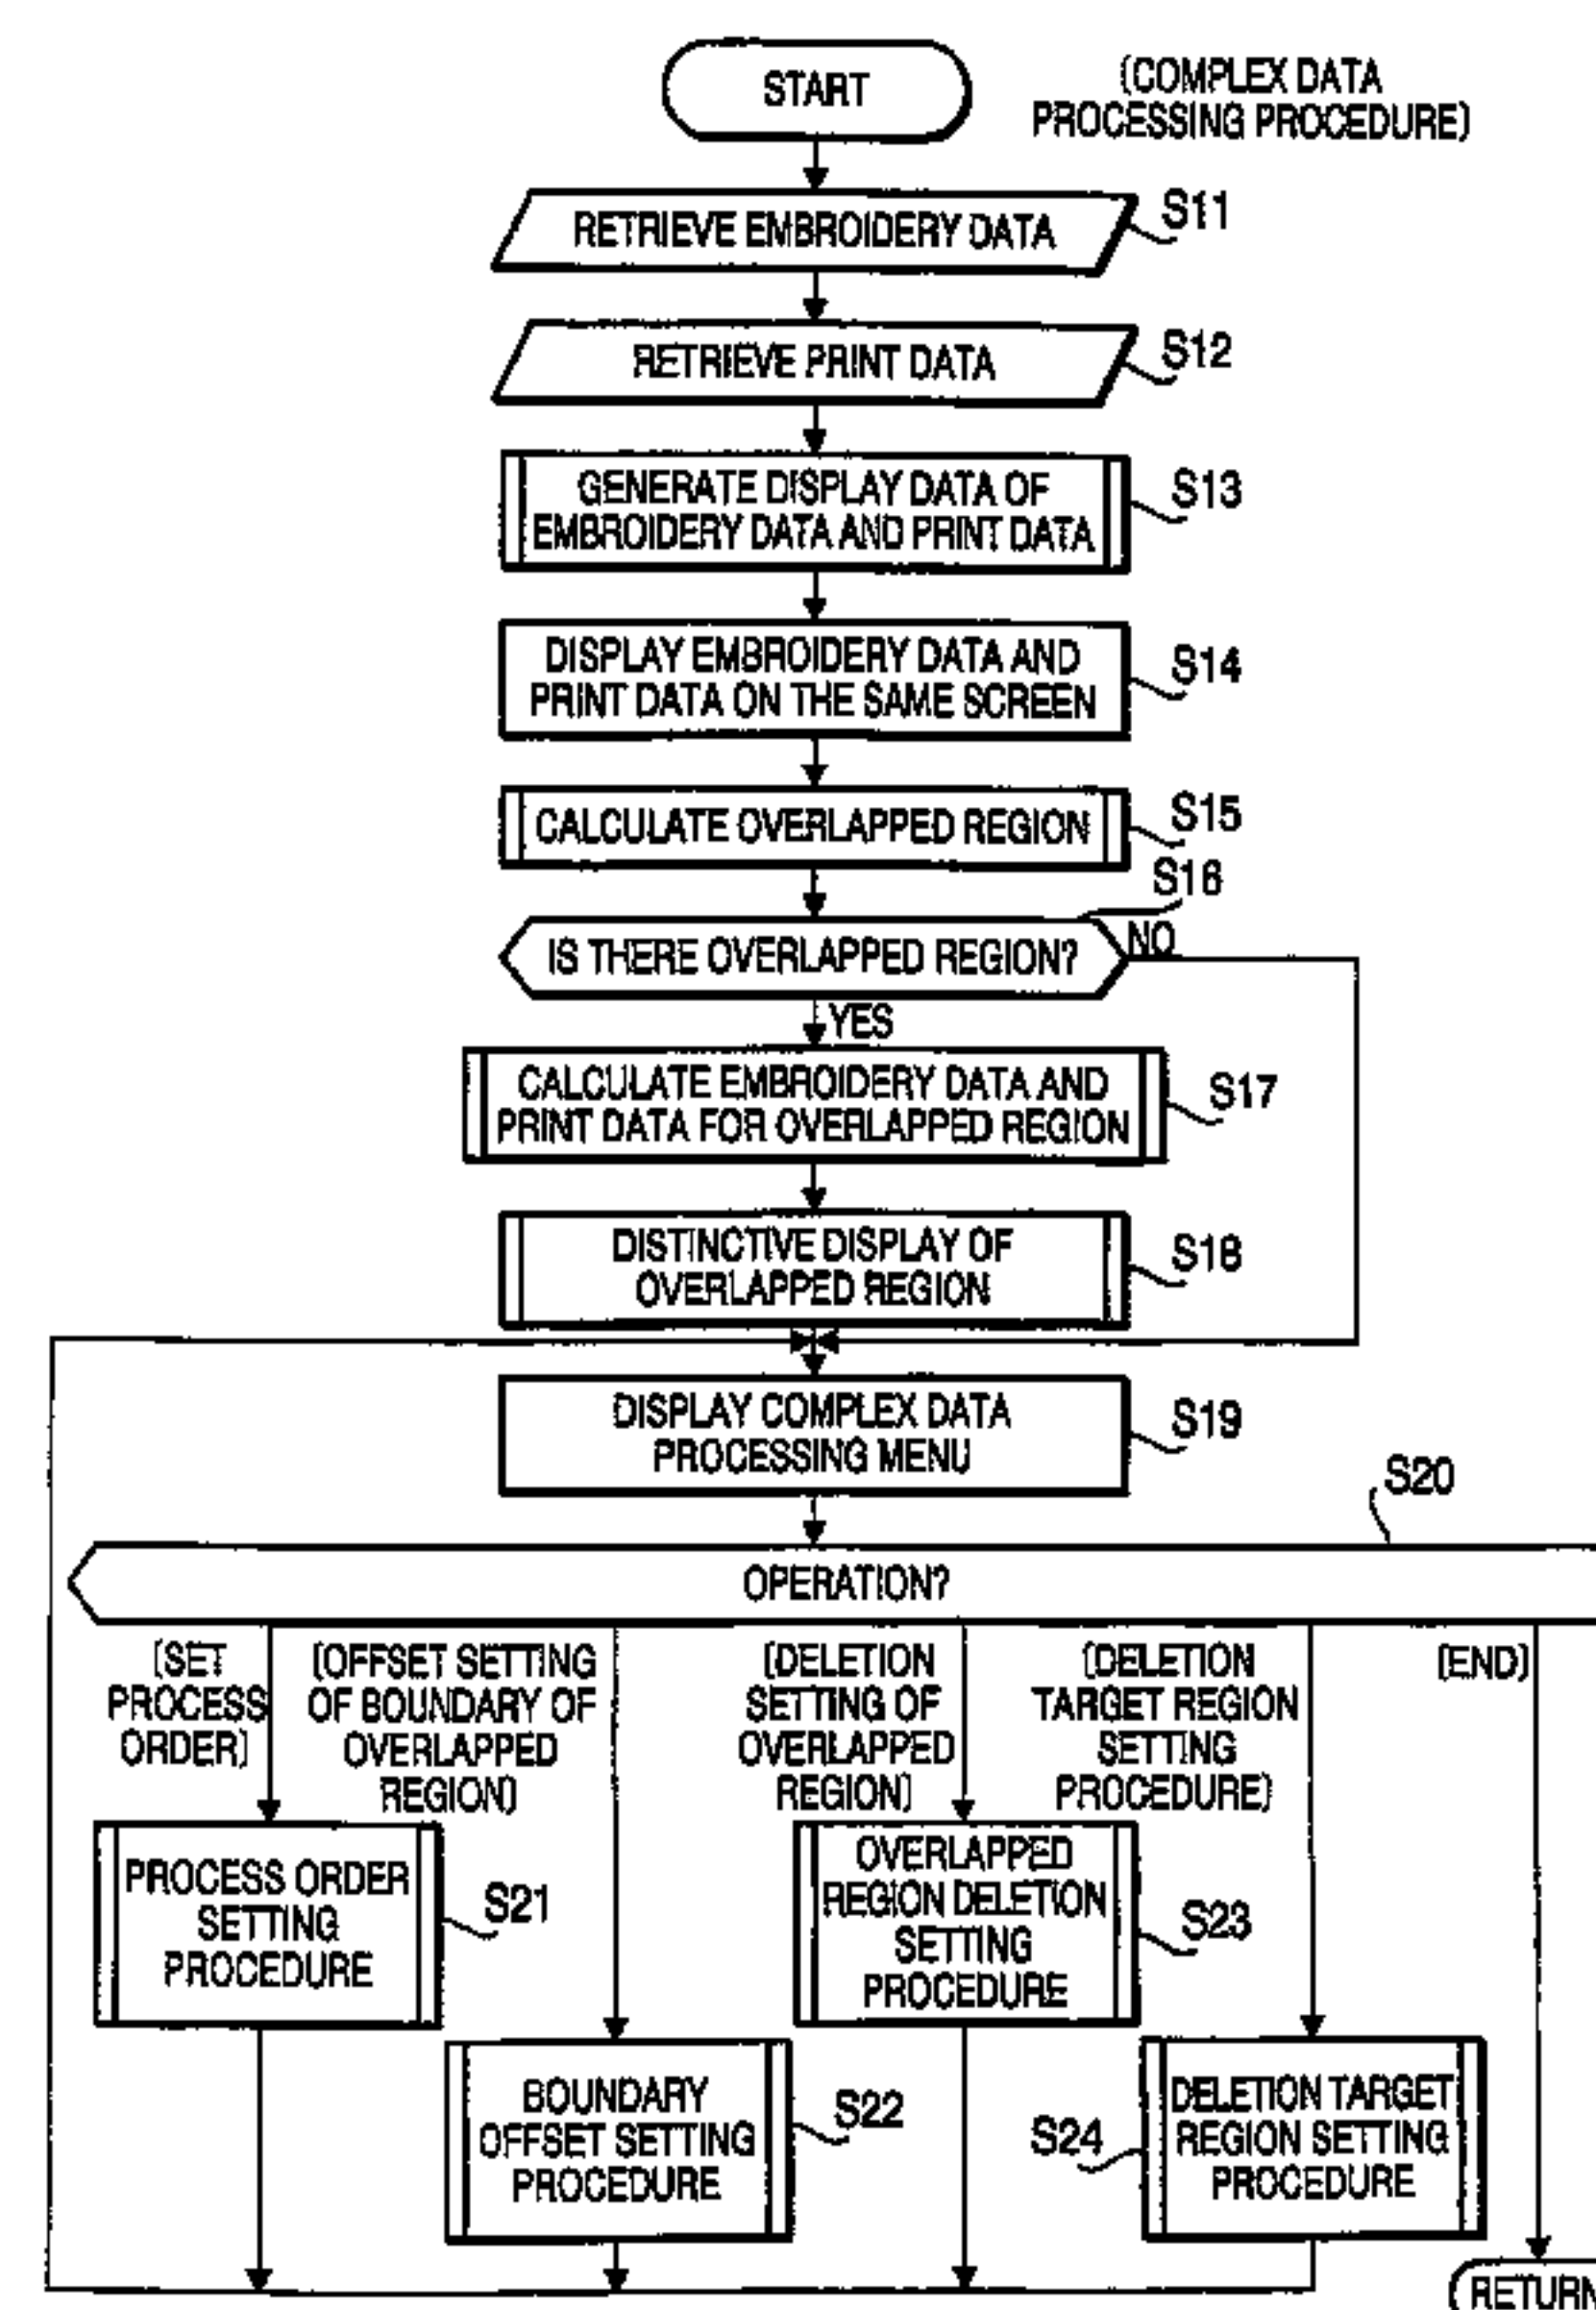 START
(COMPLEX DATA
PROCESSING PROCEDURE)
RETRIEVE EMBROIDERY DATA
S11
RETRIEVE PRINT DATA
S12
GENERATE DISPLAY DATA OF
EMBROIDERY DATA AND PRINT DATA
S13
DISPLAY EMBROIDERY DATA AND
PRINT DATA ON THE SAME SCREEN
S14
CALCULATE OVERLAPPED REGION
S15
S16
IS THERE OVERLAPPED REGION?
NO
YES
CALCULATE EMBROIDERY DATA AND
PRINT DATA FOR OVERLAPPED REGION
S17
DISTINCTIVE DISPLAY OF
OVERLAPPED REGION
S18
DISPLAY COMPLEX DATA
PROCESSING MENU
S19
S20
OPERATION?
(SET
PROCESS
ORDER)
(OFFSET SETTING
OF BOUNDARY OF
OVERLAPPED
REGION)
(DELETION
SETTING OF
OVERLAPPED
REGION)
(DELETION
TARGET REGION
SETTING
PROCEDURE)
(END)
PROCESS ORDER
SETTING
PROCEDURE
S21
OVERLAPPED
REGION DELETION
SETTING
PROCEDURE
S23
BOUNDARY
OFFSET SETTING
PROCEDURE
S22
S24
DELETION TARGET
REGION SETTING
PROCEDURE
RETURN